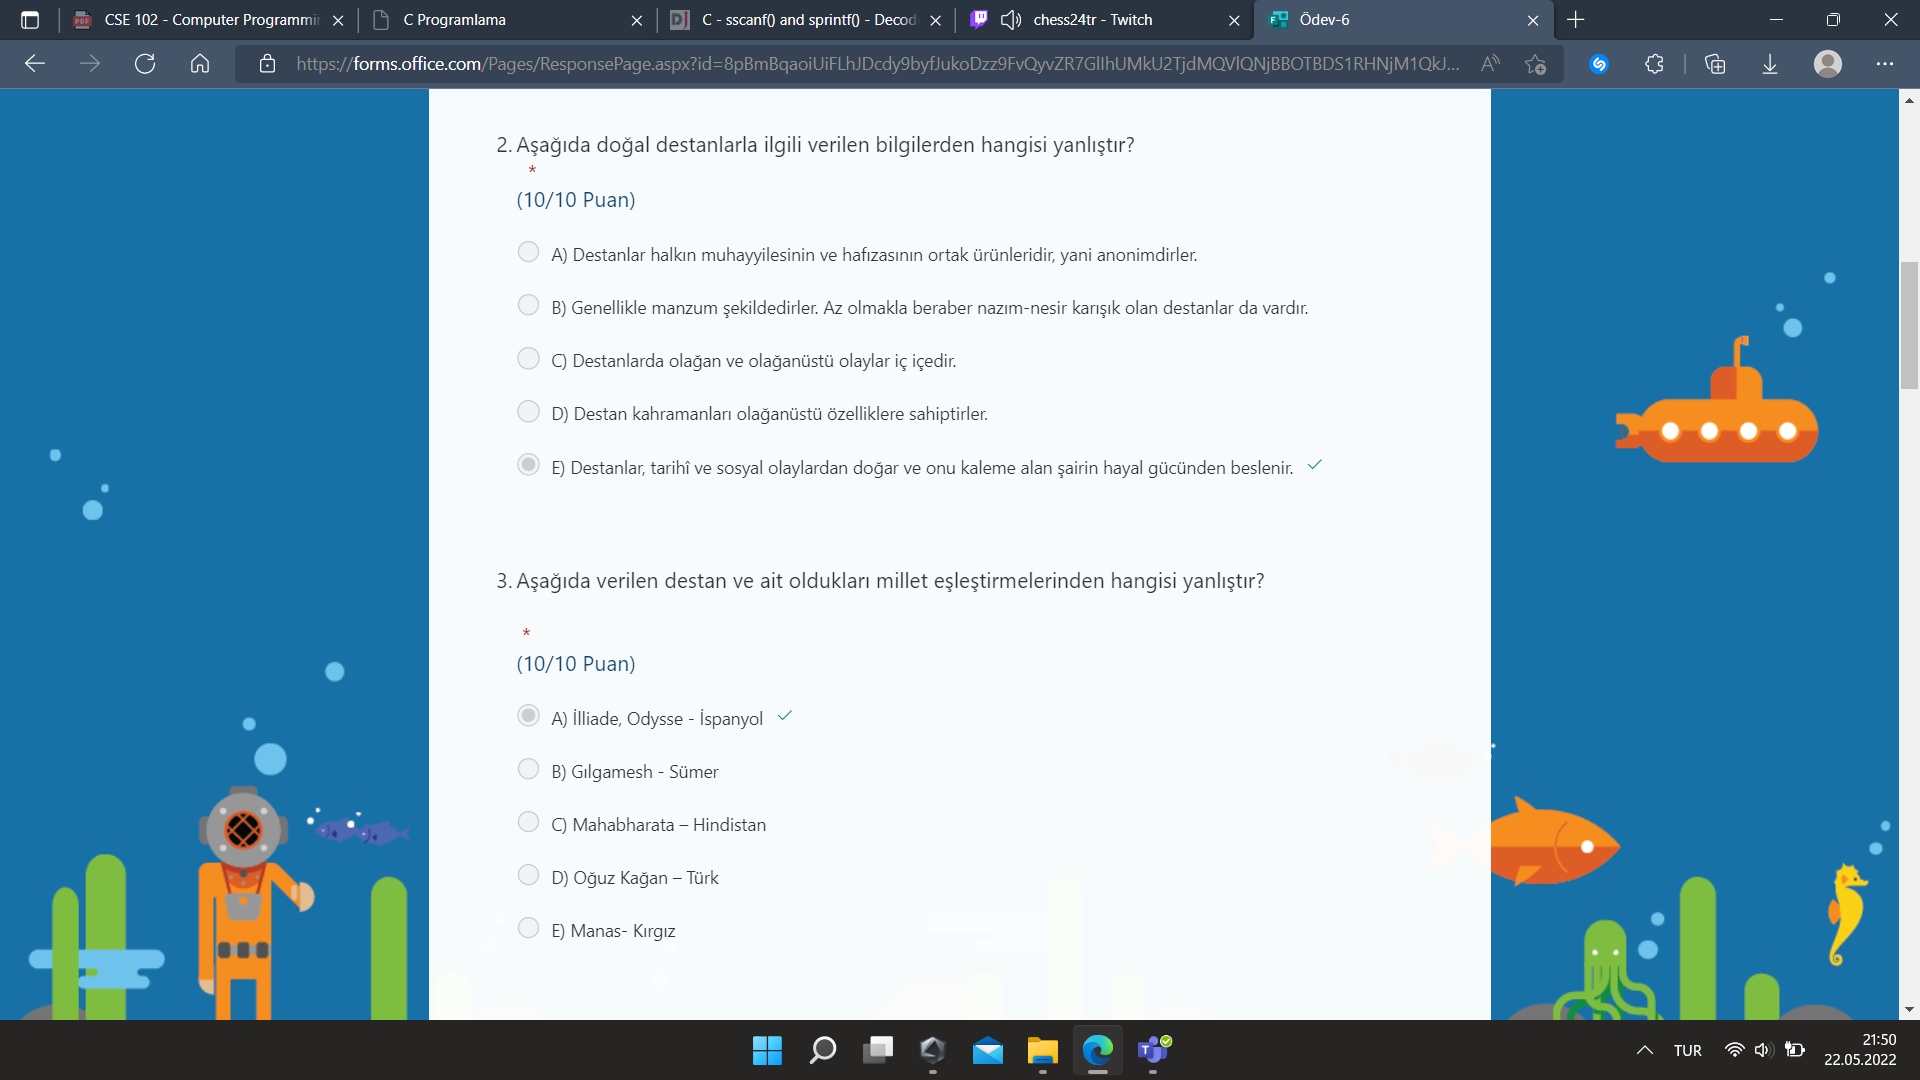 CSE 102 - Computer Programmin
C Programlama
C - sscanf() and sprintf() - Decod
chess24tr - Twitch
Ödev-6
https://forms.office.com/Pages/ResponsePage.aspx?id=8pBmBqaoiUiFLhJDcdy9byfJukoDzz9FvQyvZR7GlIhUMkU2TjdMQVlQNjBBOTBDS1RHNjM1QkJ...
2. Aşağıda doğal destanlarla ilgili verilen bilgilerden hangisi yanlıştır?
*
(10/10 Puan)
A) Destanlar halkın muhayyilesinin ve hafızasının ortak ürünleridir, yani anonimdirler.
B) Genellikle manzum şekildedirler. Az olmakla beraber nazım-nesir karışık olan destanlar da vardır.
C) Destanlarda olağan ve olağanüstü olaylar iç içedir.
D) Destan kahramanları olağanüstü özelliklere sahiptirler.
E) Destanlar, tarihî ve sosyal olaylardan doğar ve onu kaleme alan şairin hayal gücünden beslenir.
3. Aşağıda verilen destan ve ait oldukları millet eşleştirmelerinden hangisi yanlıştır?
*
(10/10 Puan)
A) İlliade, Odysse - İspanyol
B) Gılgamesh - Sümer
C) Mahabharata – Hindistan
D) Oğuz Kağan – Türk
E) Manas- Kırgız
TUR
21:50
22.05.2022